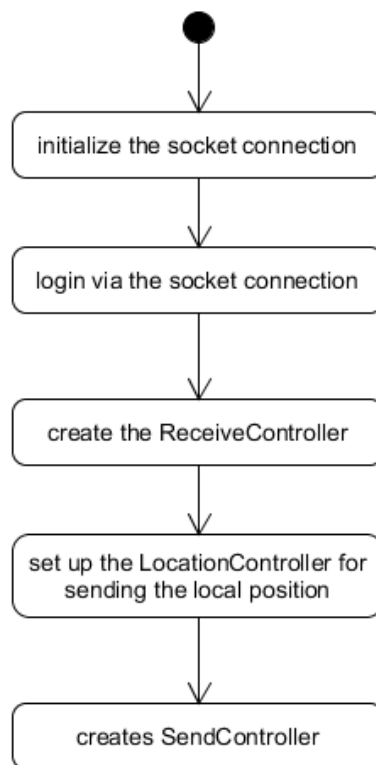 initialize the socket connection
login via the socket connection
create the ReceiveController
set up the LocationController for
sending the local position
creates SendController